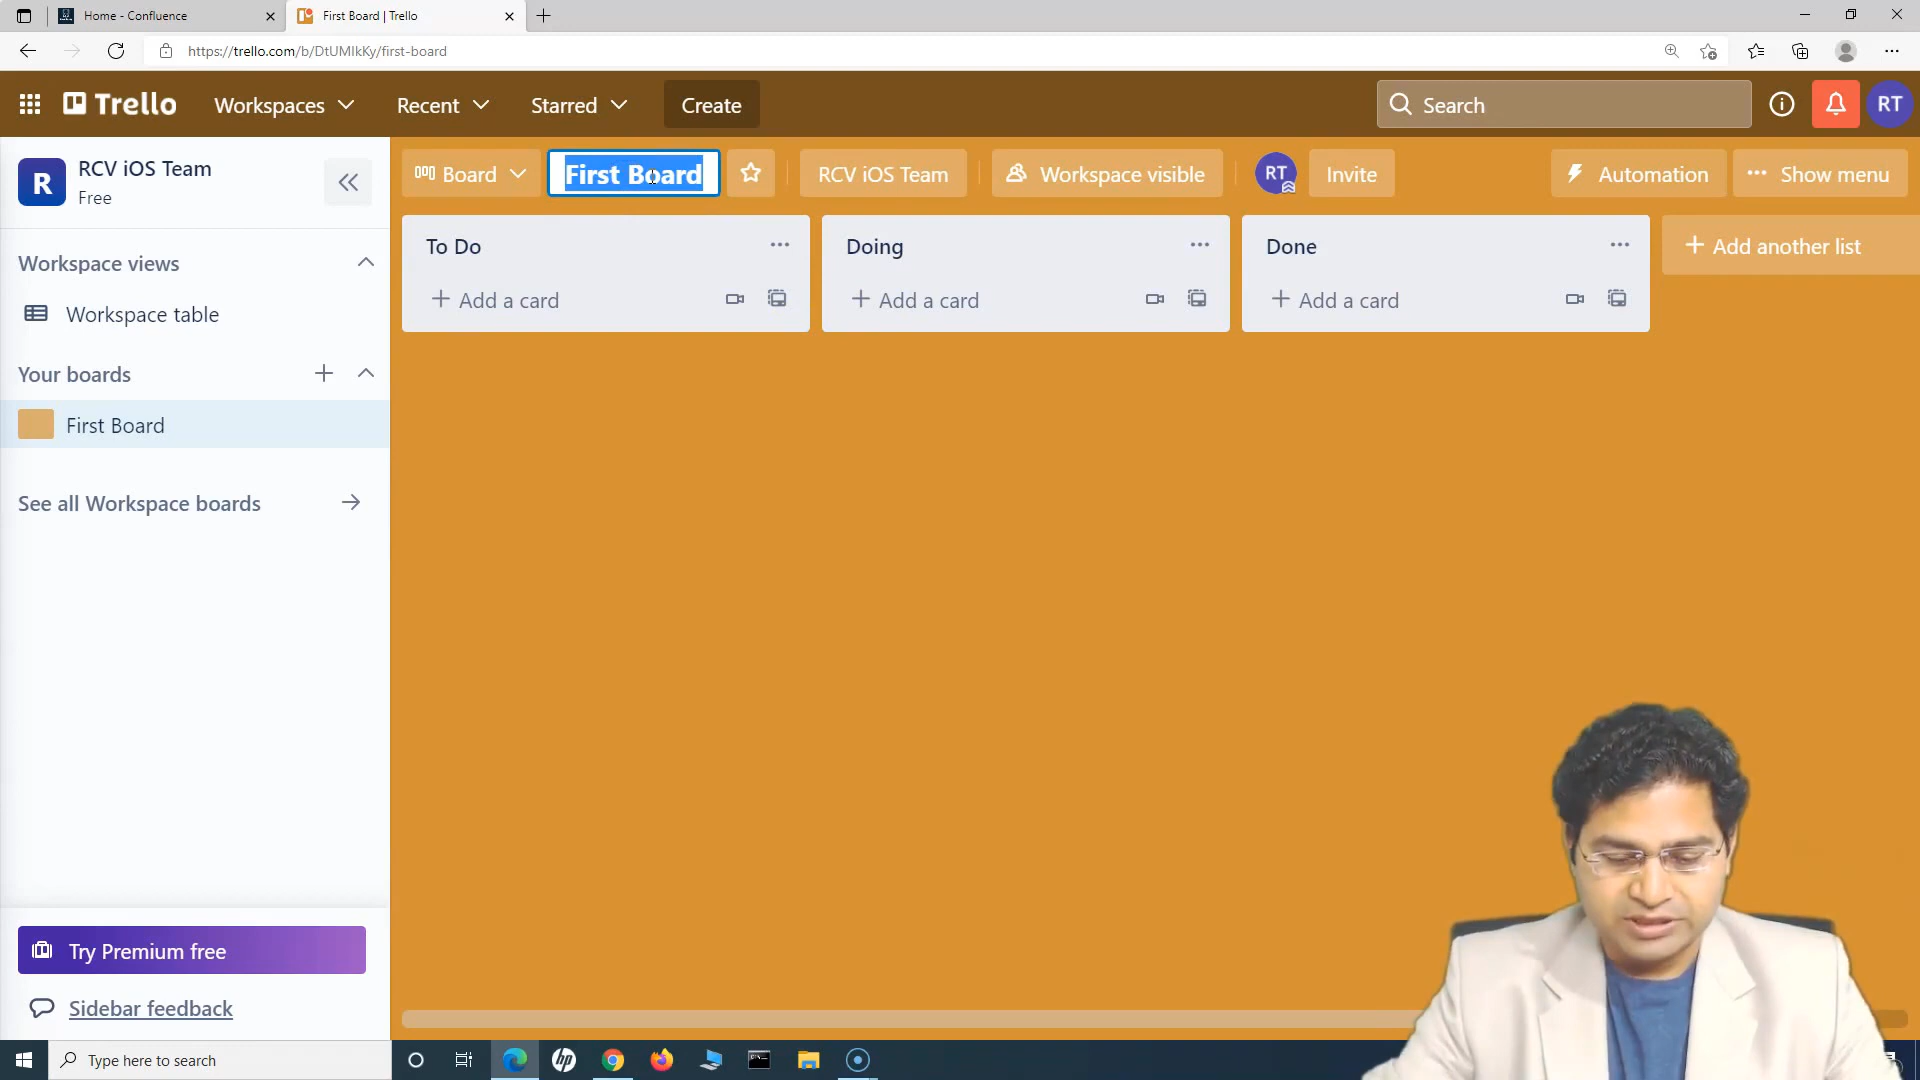 Home - Confluence
First Board | Trello
https://trello.com/b/DtUMIkKy/first-board
Trello
Workspaces
Recent
Starred
Create
Search
RT
R
RCV iOS Team
Free
Board
First Board
RCV iOS Team
Workspace visible
RT
Invite
Automation
Show menu
Workspace views
Workspace table
Your boards
First Board
See all Workspace boards
To Do
Add a card
Doing
Add a card
Done
Add a card
Add another list
Try Premium free
Sidebar feedback
Type here to search
hp